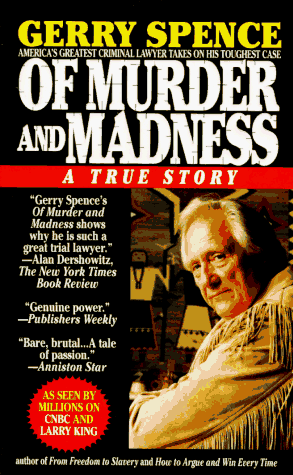 GERRY SPENCE
AMERICA'S GREATEST CRIMINAL LAWYER TAKES ON HIS TOUGHEST CASE
OF MURDER
AND MADNESS
A TRUE STORY
"Gerry Spence's
Of Murder and
Madness shows
why he is such a
great trial lawyer."
—Alan Dershowitz,
The New York Times
Book Review
"Genuine power."
—Publishers Weekly
"Bare, brutal...A tale
of passion."
—Anniston Star
AS SEEN BY
MILLIONS ON
CNBC AND
LARRY KING
author of From Freedom to Slavery and How to Argue and Win Every Time